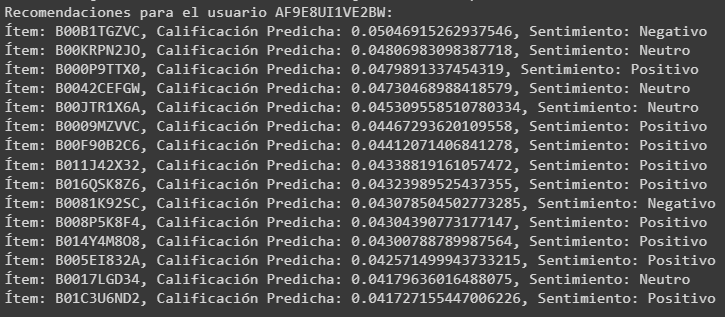 Recomendaciones para el usuario AF9E8UI1VE2BW:
Ítem: B00B1TGZVC, Calificación Predicha: 0.05046915262937546, Sentimiento: Negativo
Ítem: B00KRPN2JO, Calificación Predicha: 0.04806983098387718, Sentimiento: Neutro
Ítem: B000P9TTX0, Calificación Predicha: 0.0479891337454319, Sentimiento: Positivo
Ítem: B0042CEFGW, Calificación Predicha: 0.04730468988418579, Sentimiento: Neutro
Ítem: B00JTR1X6A, Calificación Predicha: 0.045309558510780334, Sentimiento: Neutro
Ítem: B0009MZVVC, Calificación Predicha: 0.04467293620109558, Sentimiento: Positivo
Ítem: B00F90B2C6, Calificación Predicha: 0.04412071406841278, Sentimiento: Positivo
Ítem: B011J42X32, Calificación Predicha: 0.04338819161057472, Sentimiento: Positivo
Ítem: B016QSK8Z6, Calificación Predicha: 0.04323989525437355, Sentimiento: Positivo
Ítem: B0081K92SC, Calificación Predicha: 0.043078504502773285, Sentimiento: Negativo
Ítem: B008P5K8F4, Calificación Predicha: 0.04304390773177147, Sentimiento: Positivo
Ítem: B014Y4M8O8, Calificación Predicha: 0.04300788789987564, Sentimiento: Positivo
Ítem: B005EI832A, Calificación Predicha: 0.042571499943733215, Sentimiento: Positivo
Ítem: B0017LGD34, Calificación Predicha: 0.04179636016488075, Sentimiento: Neutro
Ítem: B01C3U6ND2, Calificación Predicha: 0.041727155447006226, Sentimiento: Positivo